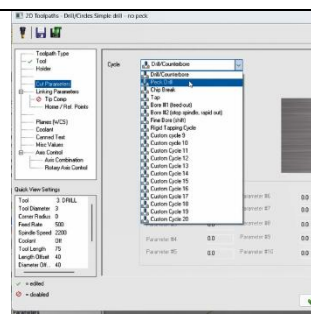 2D Toolpaths - Drill/Circles Simple drill - no peck
Toolpath Type
Tool
Holder
Cut Parameters
Linking Parameters
Tip Comp
Home / Ref. Points
Planes (WCS)
Coolant
Canned Text
Misc Values
Axis Control
Axis Combination
Rotary Axis Control
Cycle
Drill/Counterbore
Drill/Counterbore
Peck Drill
Chip Break
Tap
Bore #1 (feed out)
Bore #2 (stop spindle, rapid out)
Fine Bore (shift)
Rigid Tapping Cycle
Custom cycle 9
Custom cycle 10
Custom Cycle 11
Custom Cycle 12
Custom Cycle 13
Custom Cycle 14
Custom Cycle 15
Custom Cycle 16
Custom Cycle 17
Custom Cycle 18
Custom Cycle 19
Custom Cycle 20
Quick View Settings
Tool 3. DRILL
Tool Diameter 3
Corner Radius 0
Feed Rate 500
Spindle Speed 2200
Coolant Off
Tool Length 75
Length Offset 40
Diameter Off... 40
Parameter #6 0.0
0.0
Parameter #4 0.0 Parameter #9 0.0
Parameter #5 0.0 Parameter #10 0.0
= edited
= disabled